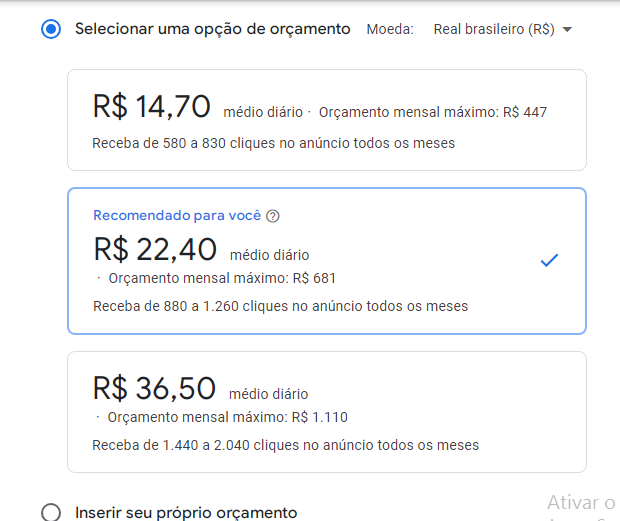 Selecionar uma opção de orçamento Moeda: Real brasileiro (R$)
R$ 14,70 médio diário · Orçamento mensal máximo: R$ 447
Receba de 580 a 830 cliques no anúncio todos os meses
Recomendado para você
R$ 22,40 médio diário
· Orçamento mensal máximo: R$ 681
Receba de 880 a 1.260 cliques no anúncio todos os meses
R$ 36,50 médio diário
· Orçamento mensal máximo: R$ 1.110
Receba de 1.440 a 2.040 cliques no anúncio todos os meses
Inserir seu próprio orçamento
Ativar o